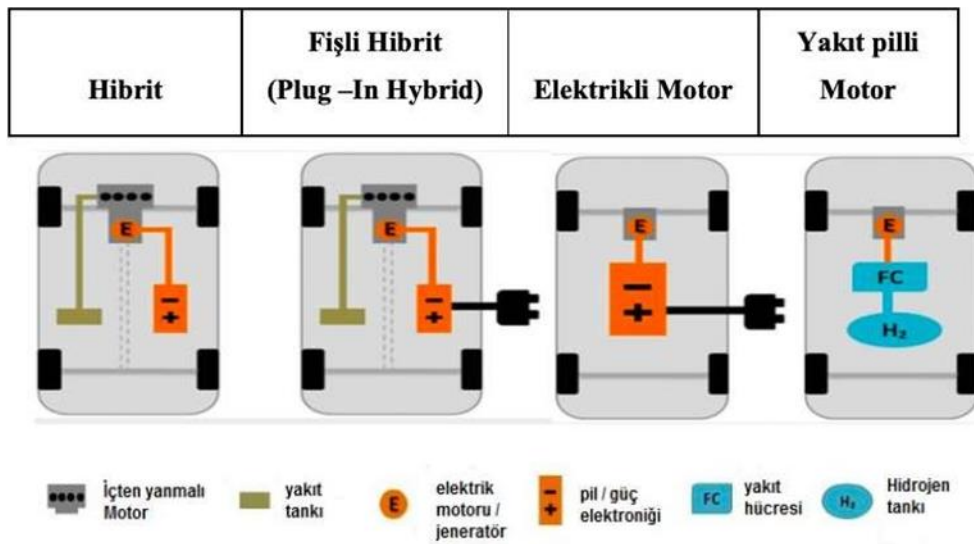 Hibrit
Fişli Hibrit
(Plug –In Hybrid)
Elektrikli Motor
Yakıt pilli
Motor
E
E
E
FC
H₂
E
İçten yanmalı
Motor
yakıt
tankı
E
elektrik
motoru /
jeneratör
pil / güç
elektroniği
FC
yakıt
hücresi
H₂
Hidrojen
tankı